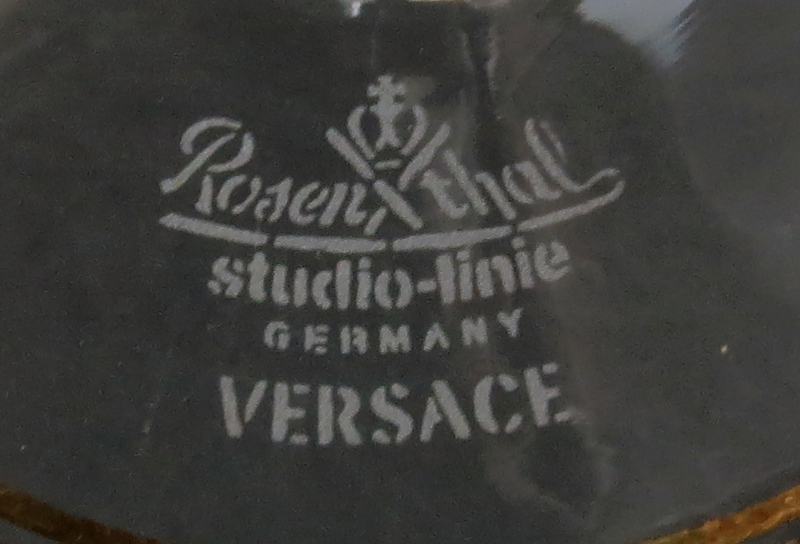 Rosenthal
studio-linie
GERMANY
VERSACE